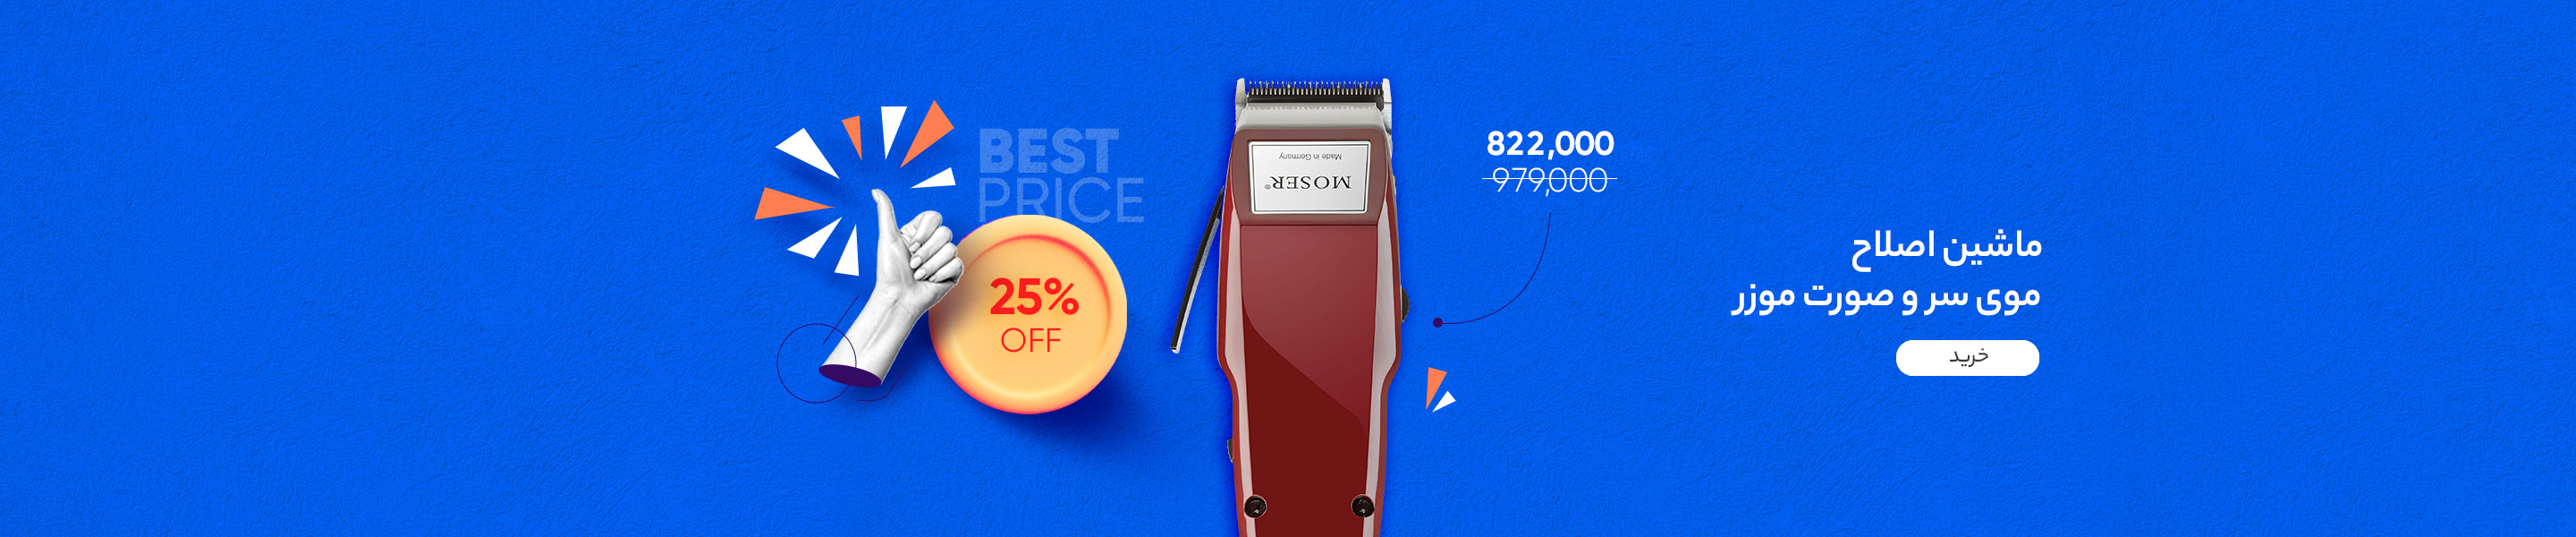 BEST
PRICE
25%
OFF
Made in Germany
MOSER®
822,000
979,000
ماشین اصلاح
موی سر و صورت موزر
خرید